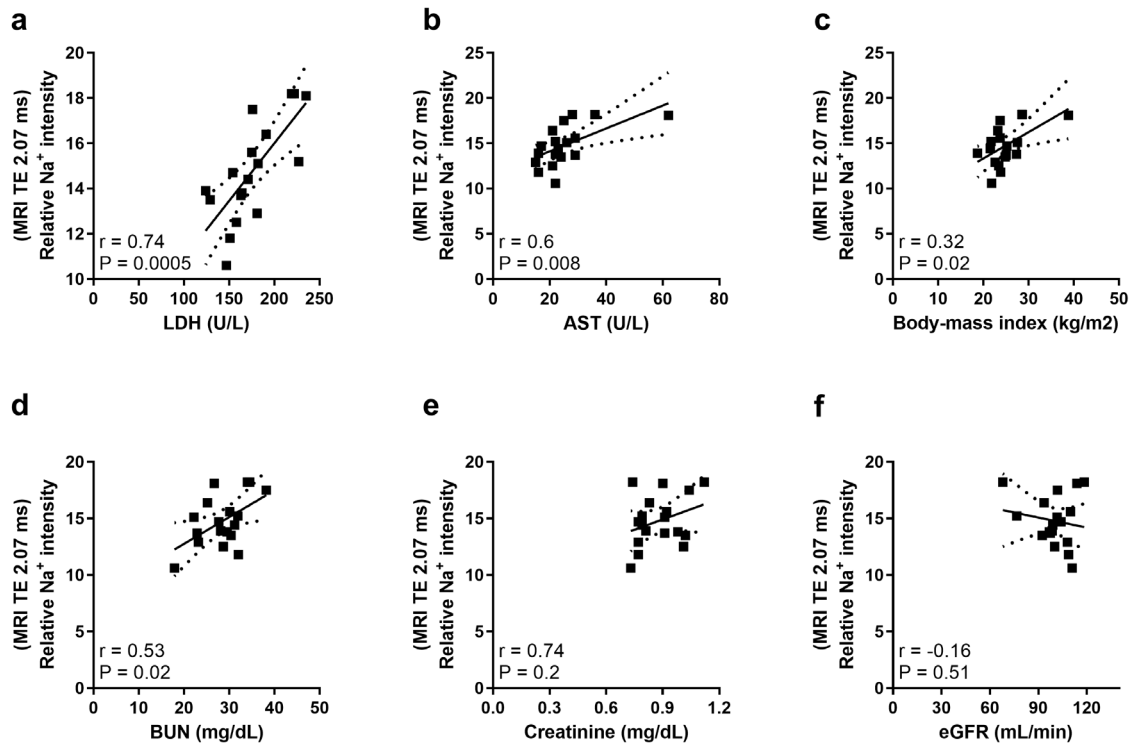 a
20
18
16
14
12
10
(MRI TE 2.07 ms)
Relative Na+ intensity
r = 0.74
P = 0.0005
0 50 100 150 200 250
LDH (U/L)
b
25
20
15
10
5
0
(MRI TE 2.07 ms)
Relative Na+ intensity
r = 0.6
P = 0.008
0 20 40 60 80
AST (U/L)
c
25
20
15
10
5
0
(MRI TE 2.07 ms)
Relative Na+ intensity
r = 0.32
P = 0.02
0 10 20 30 40 50
Body-mass index (kg/m2)
d
20
15
10
5
0
(MRI TE 2.07 ms)
Relative Na+ intensity
r = 0.53
P = 0.02
0 10 20 30 40 50
BUN (mg/dL)
e
20
15
10
5
0
(MRI TE 2.07 ms)
Relative Na+ intensity
r = 0.74
P = 0.2
0.0 0.3 0.6 0.9 1.2
Creatinine (mg/dL)
f
20
15
10
5
0
(MRI TE 2.07 ms)
Relative Na+ intensity
r = -0.16
P = 0.51
0 30 60 90 120
eGFR (mL/min)